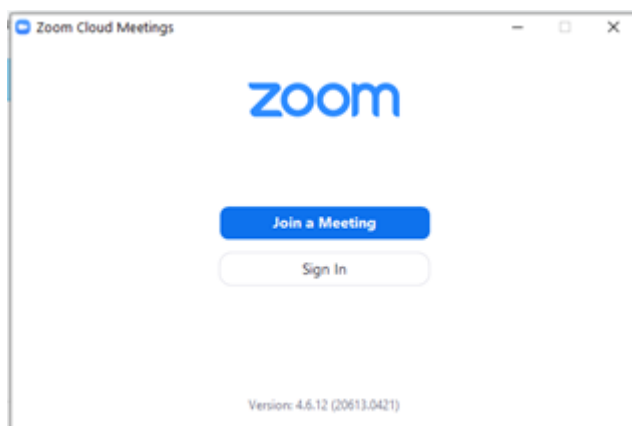 Zoom Cloud Meetings
zoom
Join a Meeting
Sign In
Version: 4.6.12 (20613.0421)